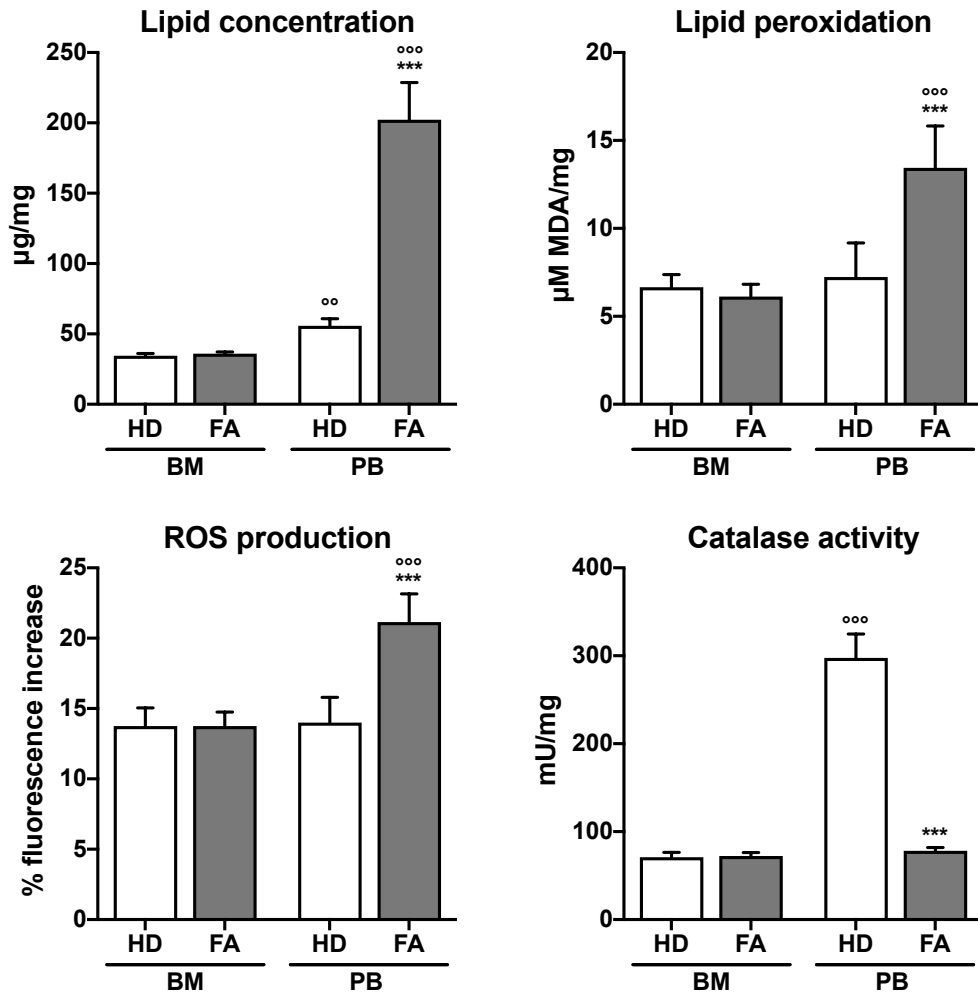 Lipid concentration
250
200
150
100
50
0
µg/mg
°°
°°°
***
HD FA HD FA
BM PB
Lipid peroxidation
20
15
10
5
0
µM MDA/mg
°°°
***
HD FA HD FA
BM PB
ROS production
25
20
15
10
5
0
% fluorescence increase
°°°
***
HD FA HD FA
BM PB
Catalase activity
400
300
200
100
0
mU/mg
°°°
***
HD FA HD FA
BM PB